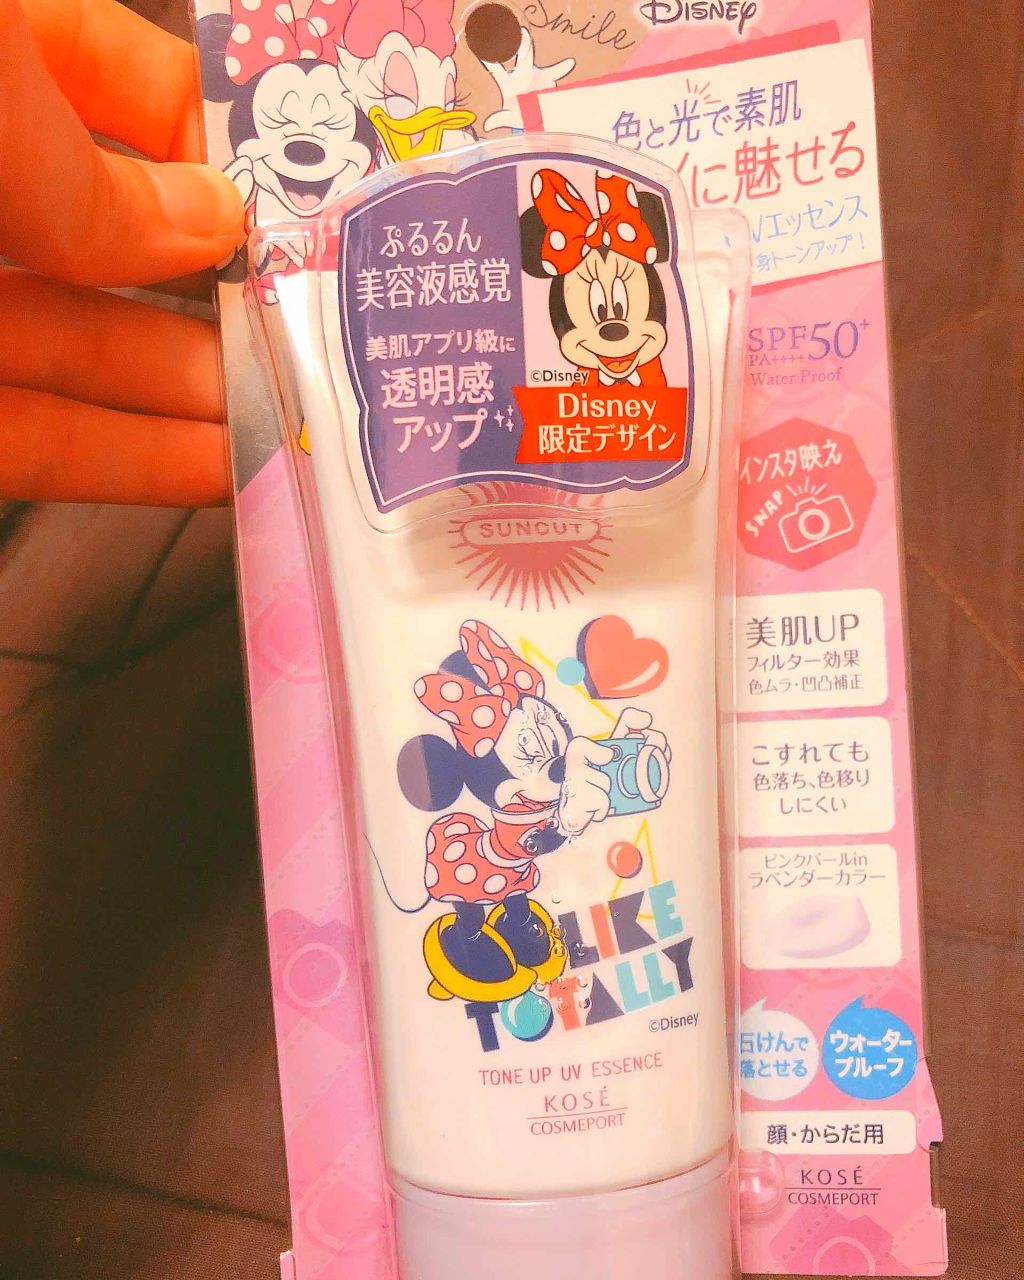 Smile
Disney
色と光で素肌
に魅せる
UVエッセンス
身トーンアップ!
ぷるるん
美容液感覚
美肌アプリ級に
透明感
アップ
©Disney
Disney
限定デザイン
SPF50+
PA++++
Water Proof
インスタ映え
SNAP
SUNCUT
美肌UP
フィルター効果
色ムラ・凹凸補正
こすれても
色落ち、色移り
しにくい
ピンクパールin
ラベンダーカラー
LIKE
TOTALLY
©Disney
TONE UP UV ESSENCE
KOSÉ
COSMEPORT
石けんで
落とせる
ウォーター
プルーフ
顔・からだ用
KOSÉ
COSMEPORT